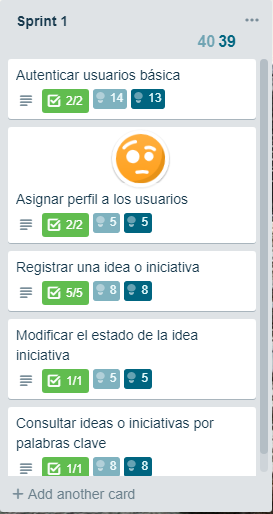 Sprint 1 ...
40 39
Autenticar usuarios básica
2/2 14 13
Asignar perfil a los usuarios
2/2 5 5
Registrar una idea o iniciativa
5/5 8 8
Modificar el estado de la idea
iniciativa
1/1 5 5
Consultar ideas o iniciativas por
palabras clave
1/1 8 8
+ Add another card